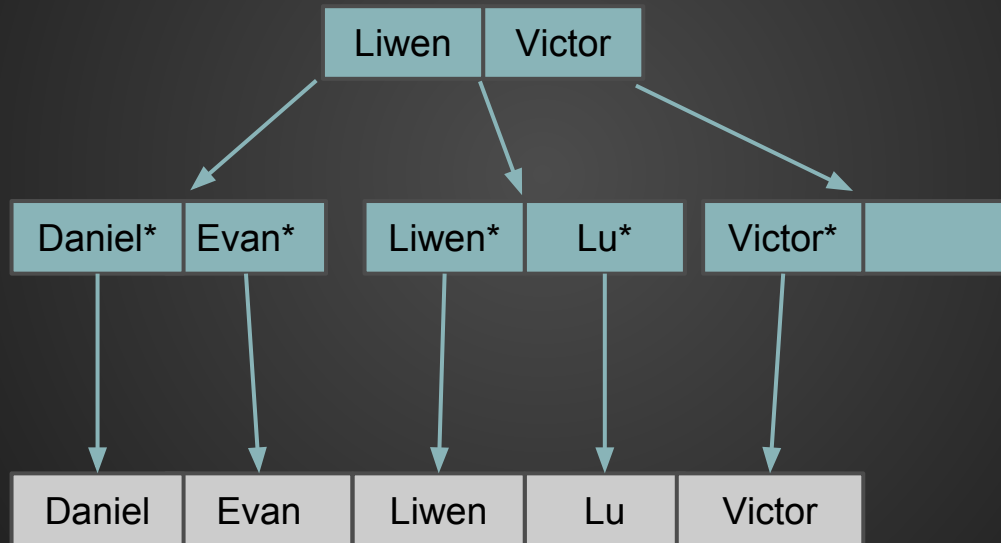 Liwen Victor
Daniel* Evan* Liwen* Lu* Victor*
Daniel Evan Liwen Lu Victor